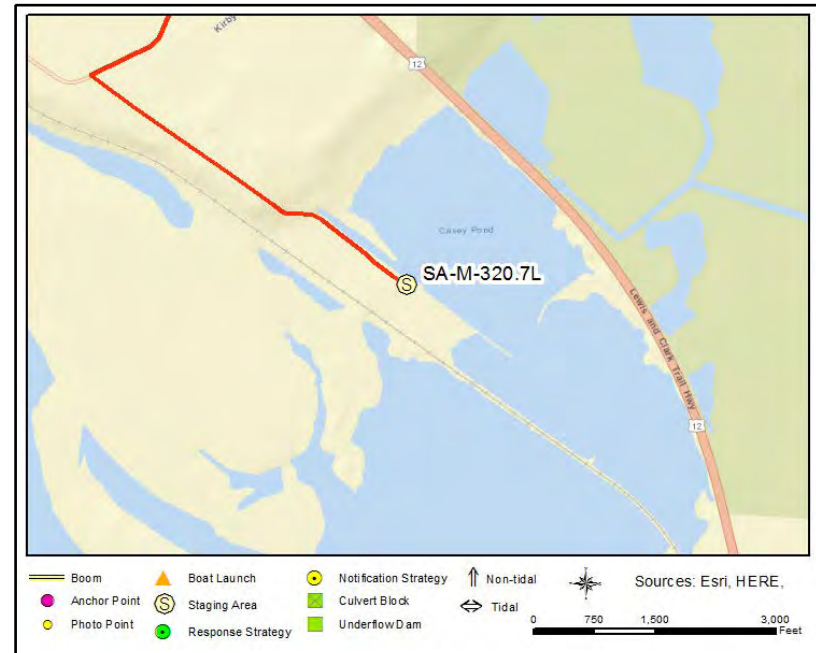 Kirby
12
Casey Pond
SA-M-320.7L
Lewis and Clark Trail Hwy
12
Boom
Boat Launch
Notification Strategy
Non-tidal
Sources: Esri, HERE,
Anchor Point
S
Staging Area
Culvert Block
Tidal
Photo Point
Response Strategy
Underflow Dam
0 750 1,500 3,000
Feet